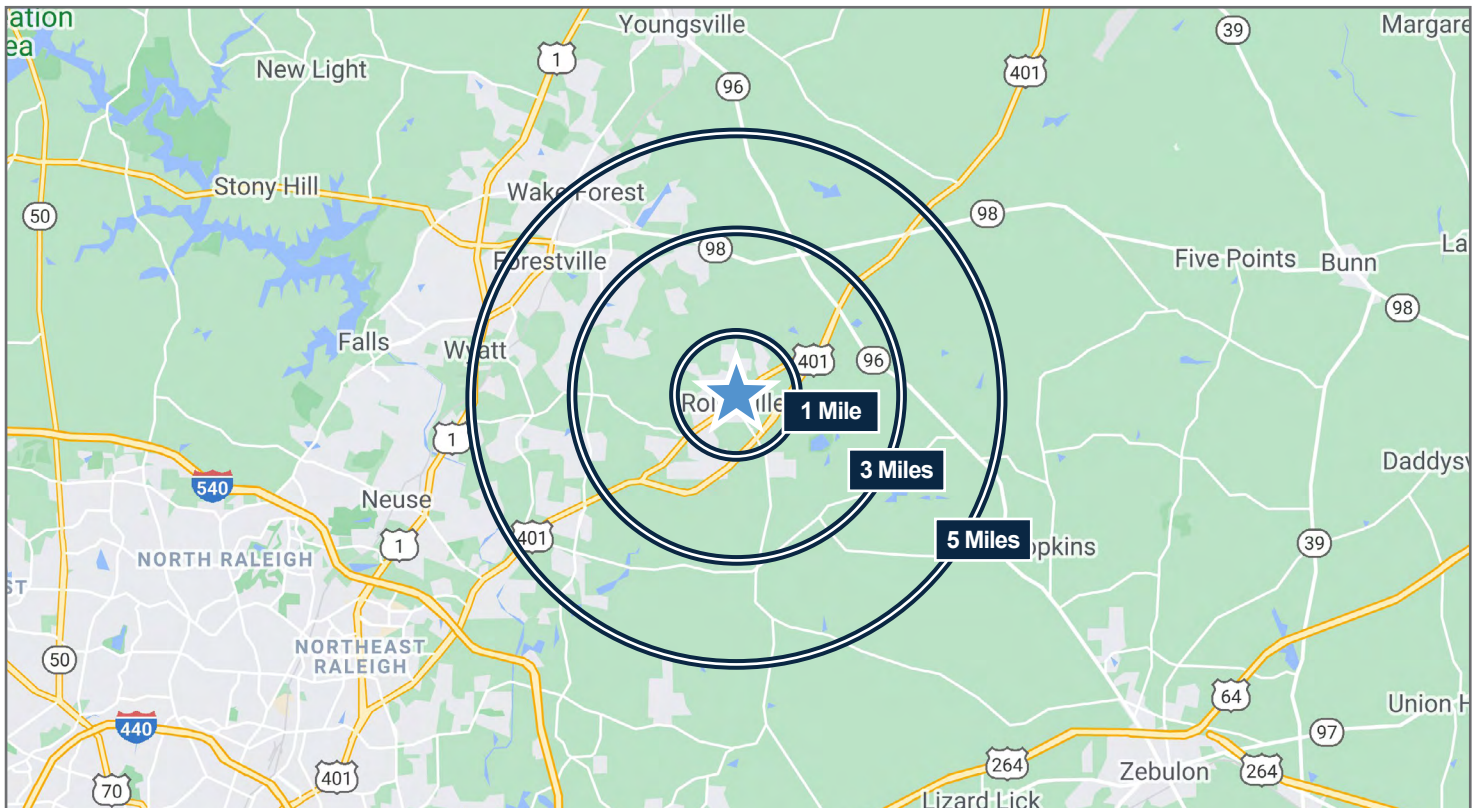 ation
ea
Youngsville
39
Margare
New Light
1
401
96
Stony Hill
Wake Forest
50
98
98
Forestville
Five Points
Bunn
La
98
Falls
Wyatt
401
96
1 Mile
1
3 Miles
Daddysv
540
Neuse
401
1
5 Miles
opkins
39
NORTH RALEIGH
ST
NORTHEAST
RALEIGH
50
64
Union H
440
97
401
264
Zebulon
264
70
Lizard Lick